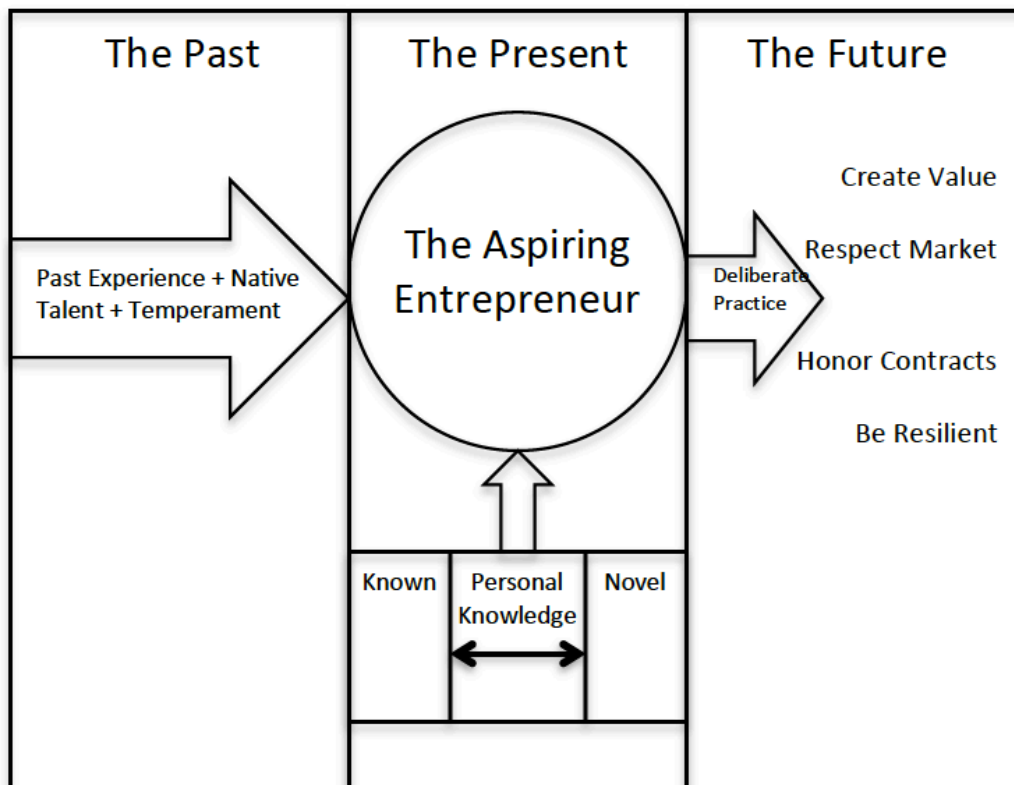 The Past
The Present
The Future
Past Experience + Native
Talent + Temperament
The Aspiring
Entrepreneur
Deliberate
Practice
Create Value
Respect Market
Honor Contracts
Be Resilient
Known
Personal
Knowledge
Novel